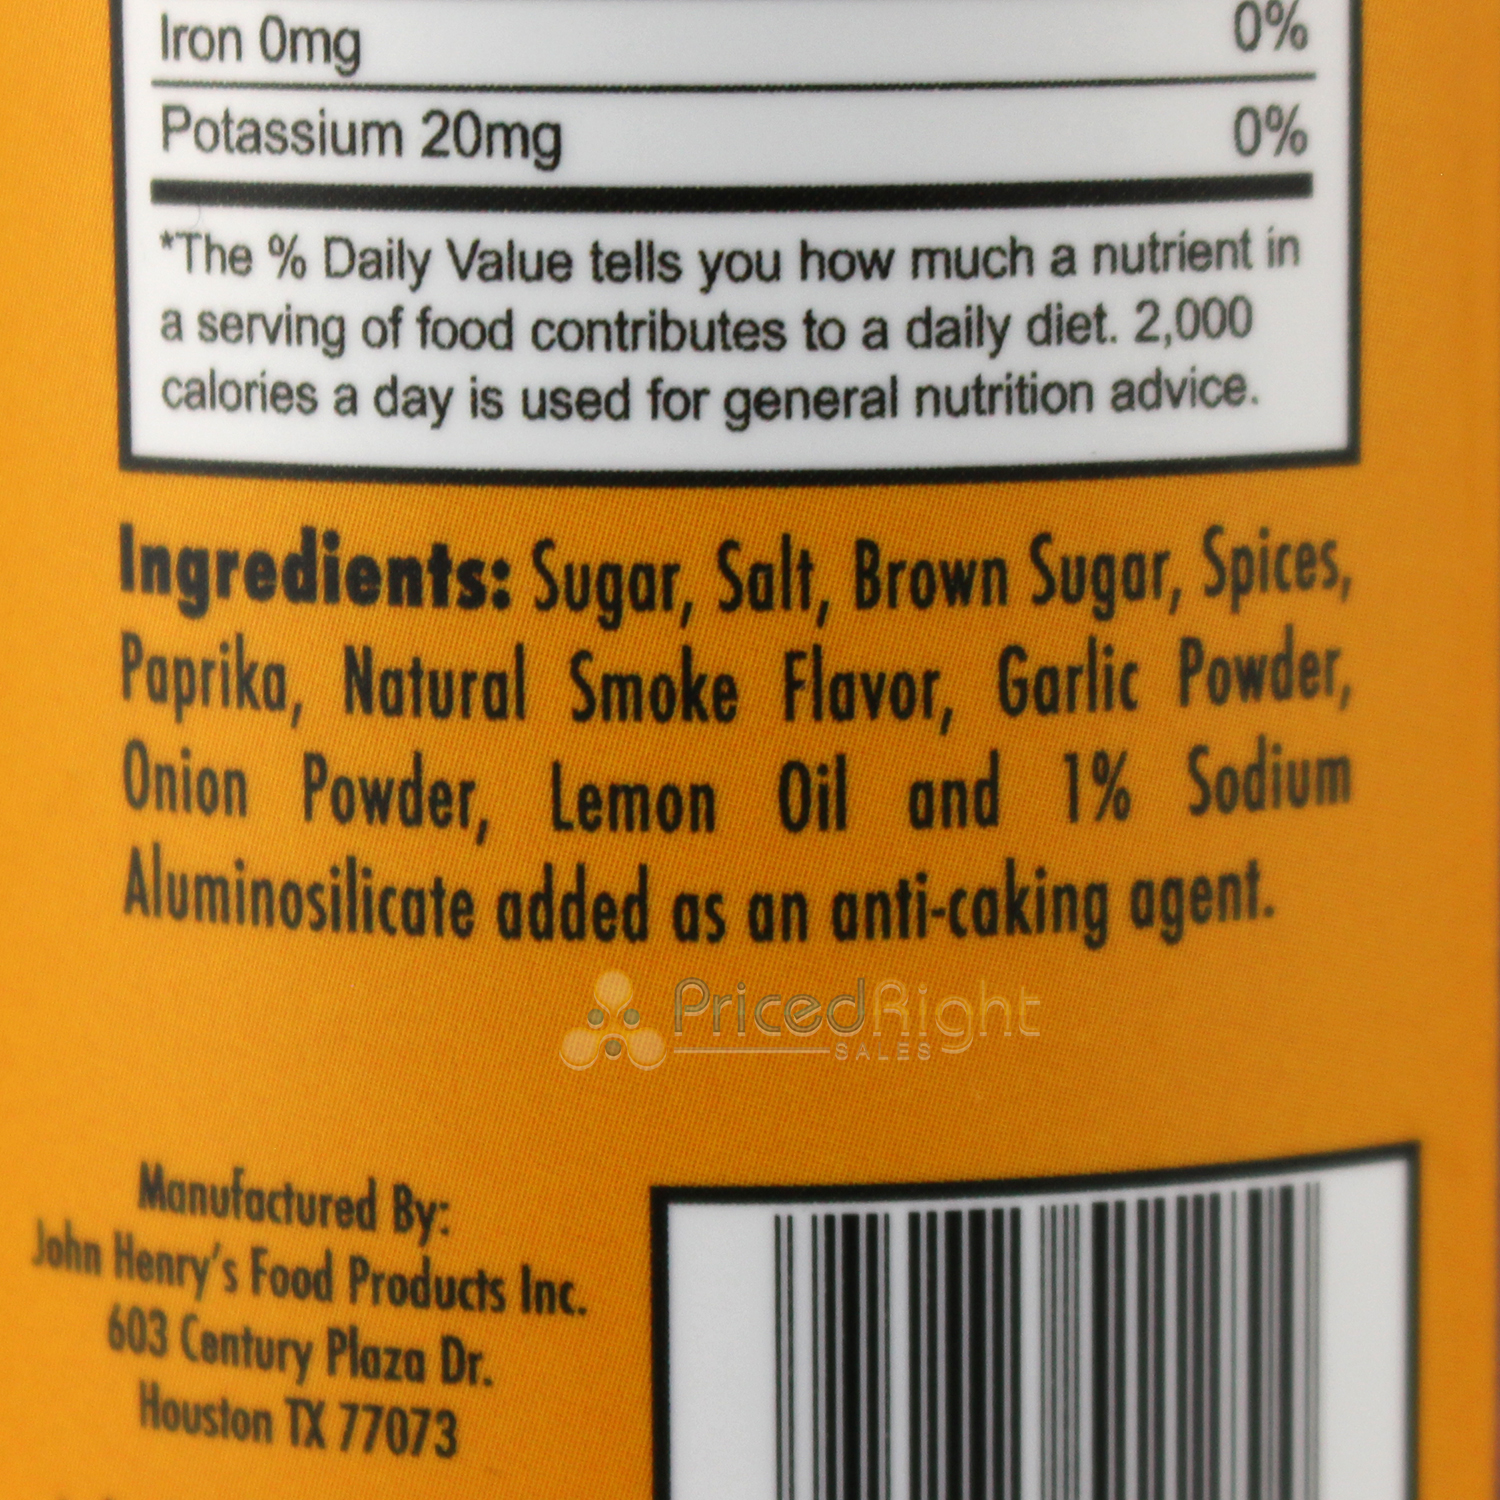 Iron 0mg 0%
Potassium 20mg 0%
*The % Daily Value tells you how much a nutrient in
a serving of food contributes to a daily diet. 2,000
calories a day is used for general nutrition advice.
Ingredients: Sugar, Salt, Brown Sugar, Spices,
Paprika, Natural Smoke Flavor, Garlic Powder,
Onion Powder, Lemon Oil and 1% Sodium
Aluminosilicate added as an anti-caking agent.
PricedRight
SALES
Manufactured By:
John Henry's Food Products Inc.
603 Century Plaza Dr.
Houston TX 77073